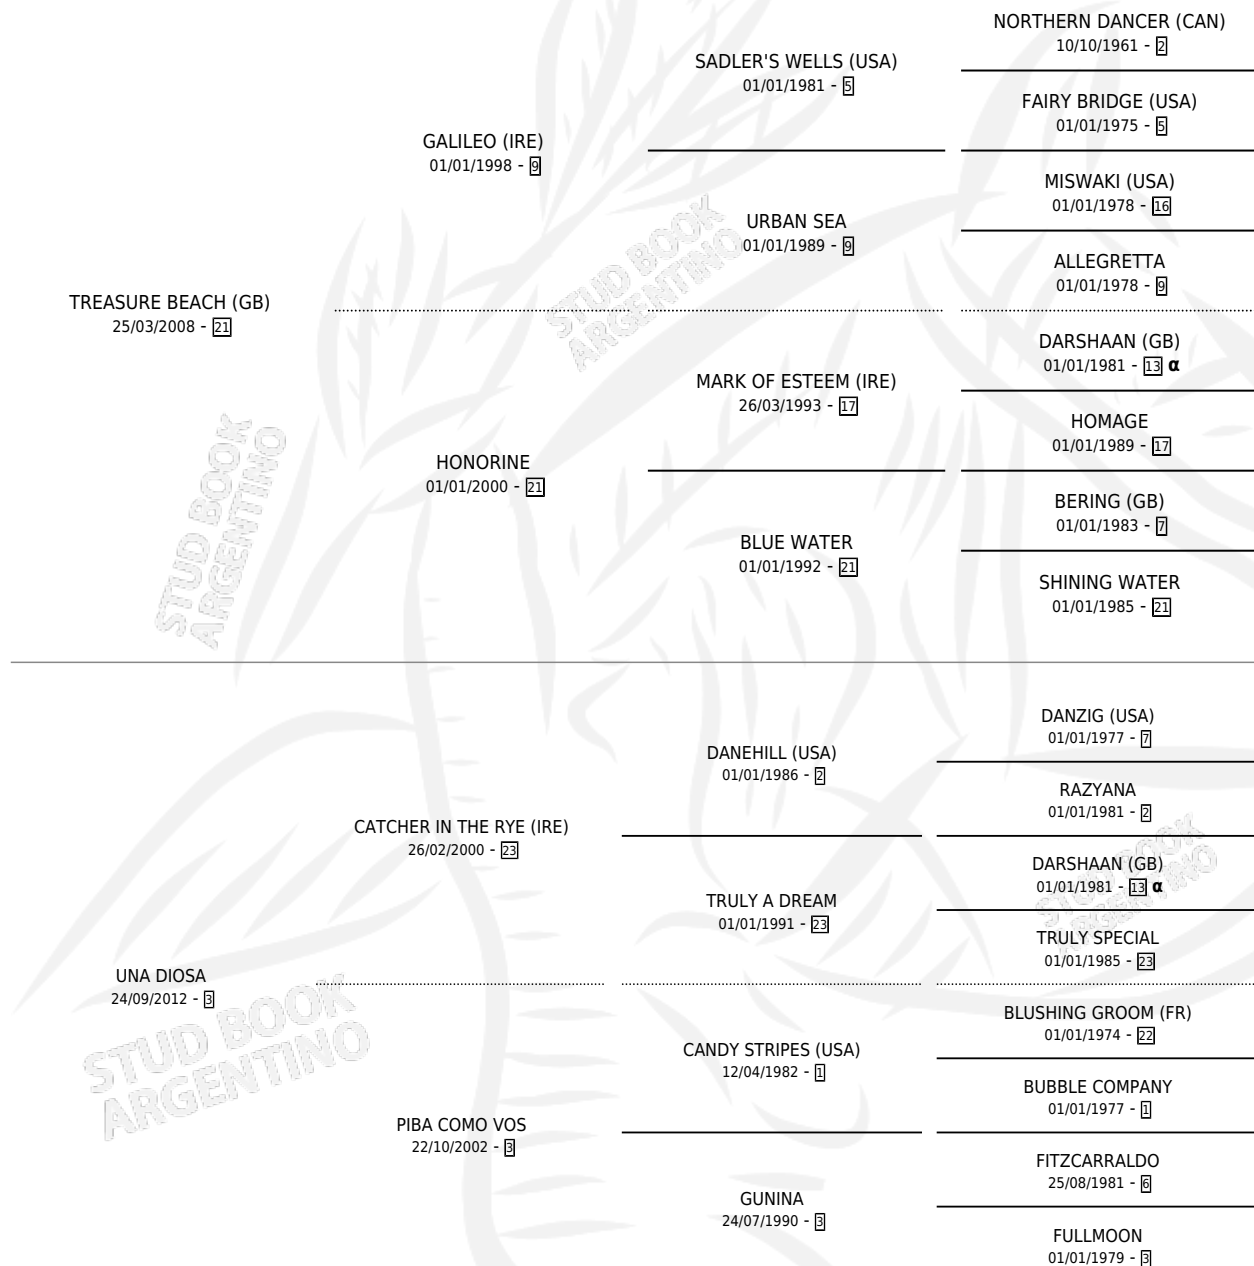 NORTHERN DANCER (CAN)
10/10/1961 - 2
SADLER'S WELLS (USA)
01/01/1981 - 5
FAIRY BRIDGE (USA)
01/01/1975 - 5
GALILEO (IRE)
01/01/1998 - 9
MISWAKI (USA)
01/01/1978 - 16
URBAN SEA
01/01/1989 - 9
ALLEGRETTA
01/01/1978 - 9
TREASURE BEACH (GB)
25/03/2008 - 21
DARSHAAN (GB)
01/01/1981 - 13 α
MARK OF ESTEEM (IRE)
26/03/1993 - 17
HOMAGE
01/01/1989 - 17
HONORINE
01/01/2000 - 21
BERING (GB)
01/01/1983 - 7
BLUE WATER
01/01/1992 - 21
SHINING WATER
01/01/1985 - 21
DANZIG (USA)
01/01/1977 - 7
DANEHILL (USA)
01/01/1986 - 2
RAZYANA
01/01/1981 - 2
CATCHER IN THE RYE (IRE)
26/02/2000 - 23
DARSHAAN (GB)
01/01/1981 - 13 α
TRULY A DREAM
01/01/1991 - 23
TRULY SPECIAL
01/01/1985 - 23
UNA DIOSA
24/09/2012 - 3
BLUSHING GROOM (FR)
01/01/1974 - 22
CANDY STRIPES (USA)
12/04/1982 - 1
BUBBLE COMPANY
01/01/1977 - 1
PIBA COMO VOS
22/10/2002 - 3
FITZCARRALDO
25/08/1981 - 6
GUNINA
24/07/1990 - 3
FULLMOON
01/01/1979 - 3
STUD BOOK
ARGENTINO
STUD BOOK
ARGENTINO
STUD BOOK
ARGENTINO
STUD BOOK
ARGENTINO